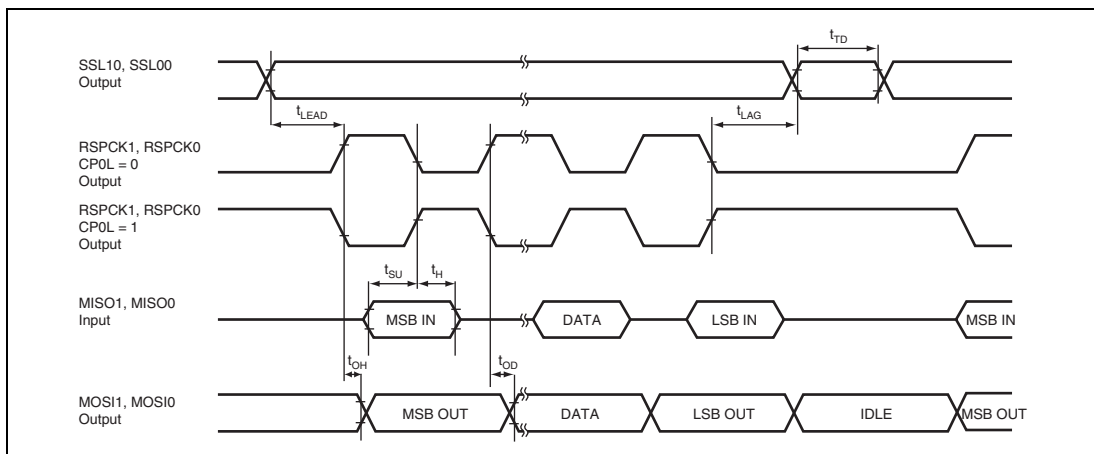 t_TD
SSL10, SSL00
Output
t_LEAD
t_LAG
RSPCK1, RSPCK0
CP0L = 0
Output
RSPCK1, RSPCK0
CP0L = 1
Output
t_SU
t_H
MISO1, MISO0
Input
MSB IN
DATA
LSB IN
MSB IN
t_OH
t_OD
MOSI1, MOSI0
Output
MSB OUT
DATA
LSB OUT
IDLE
MSB OUT